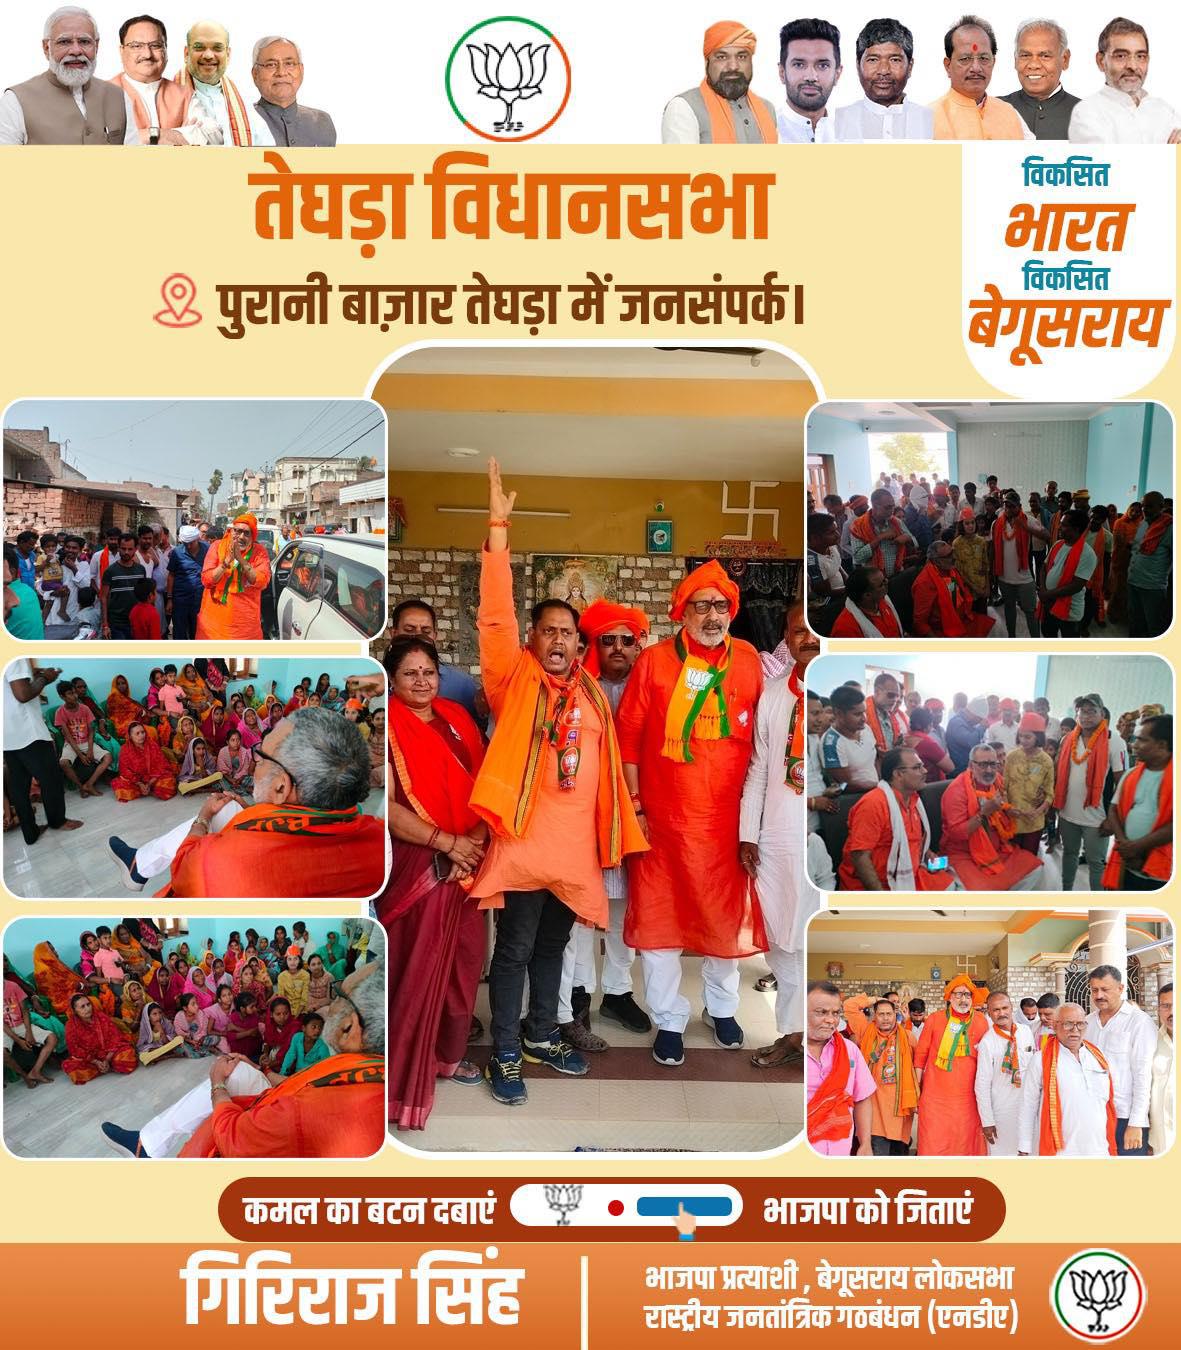 तेघड़ा विधानसभा
पुरानी बाज़ार तेघड़ा में जनसंपर्क।
विकसित
भारत
विकसित
बेगूसराय
कमल का बटन दबाएं
भाजपा को जिताएं
गिरिराज सिंह
भाजपा प्रत्याशी , बेगूसराय लोकसभा
रास्ट्रीय जनतांत्रिक गठबंधन (एनडीए)